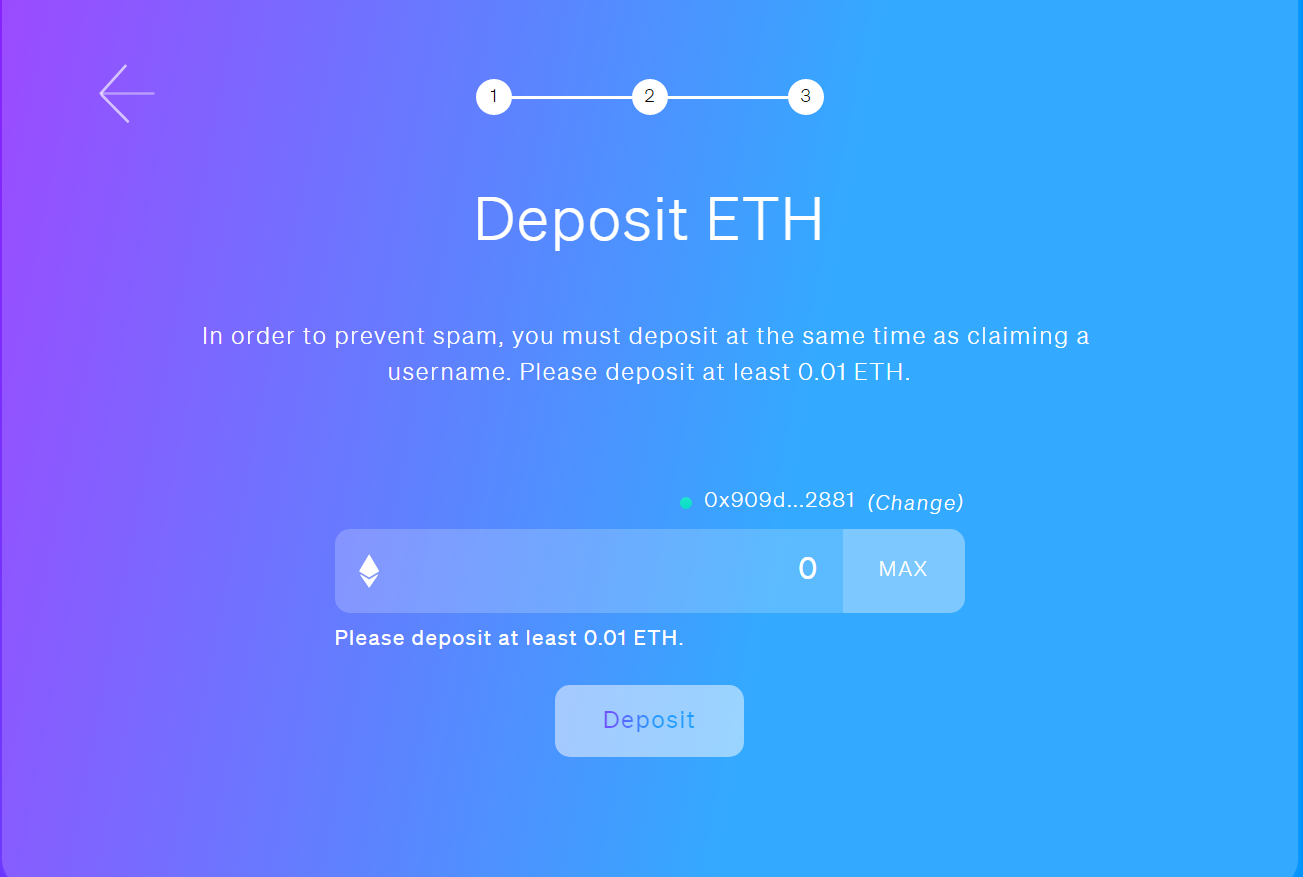 1 2 3
Deposit ETH
In order to prevent spam, you must deposit at the same time as claiming a
username. Please deposit at least 0.01 ETH.
0x909d...2881 (Change)
0 MAX
Please deposit at least 0.01 ETH.
Deposit